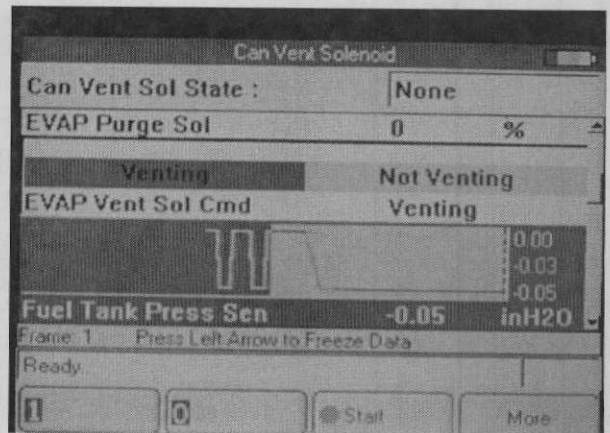 Can Vent Solenoid
Can Vent Sol State : None
EVAP Purge Sol 0 %
Venting Not Venting
EVAP Vent Sol Cmd Venting
0.00
-0.03
-0.05
Fuel Tank Press Sen -0.05 inH2O
Frame: 1 Press Left Arrow to Freeze Data
Ready.
1 0 Start More